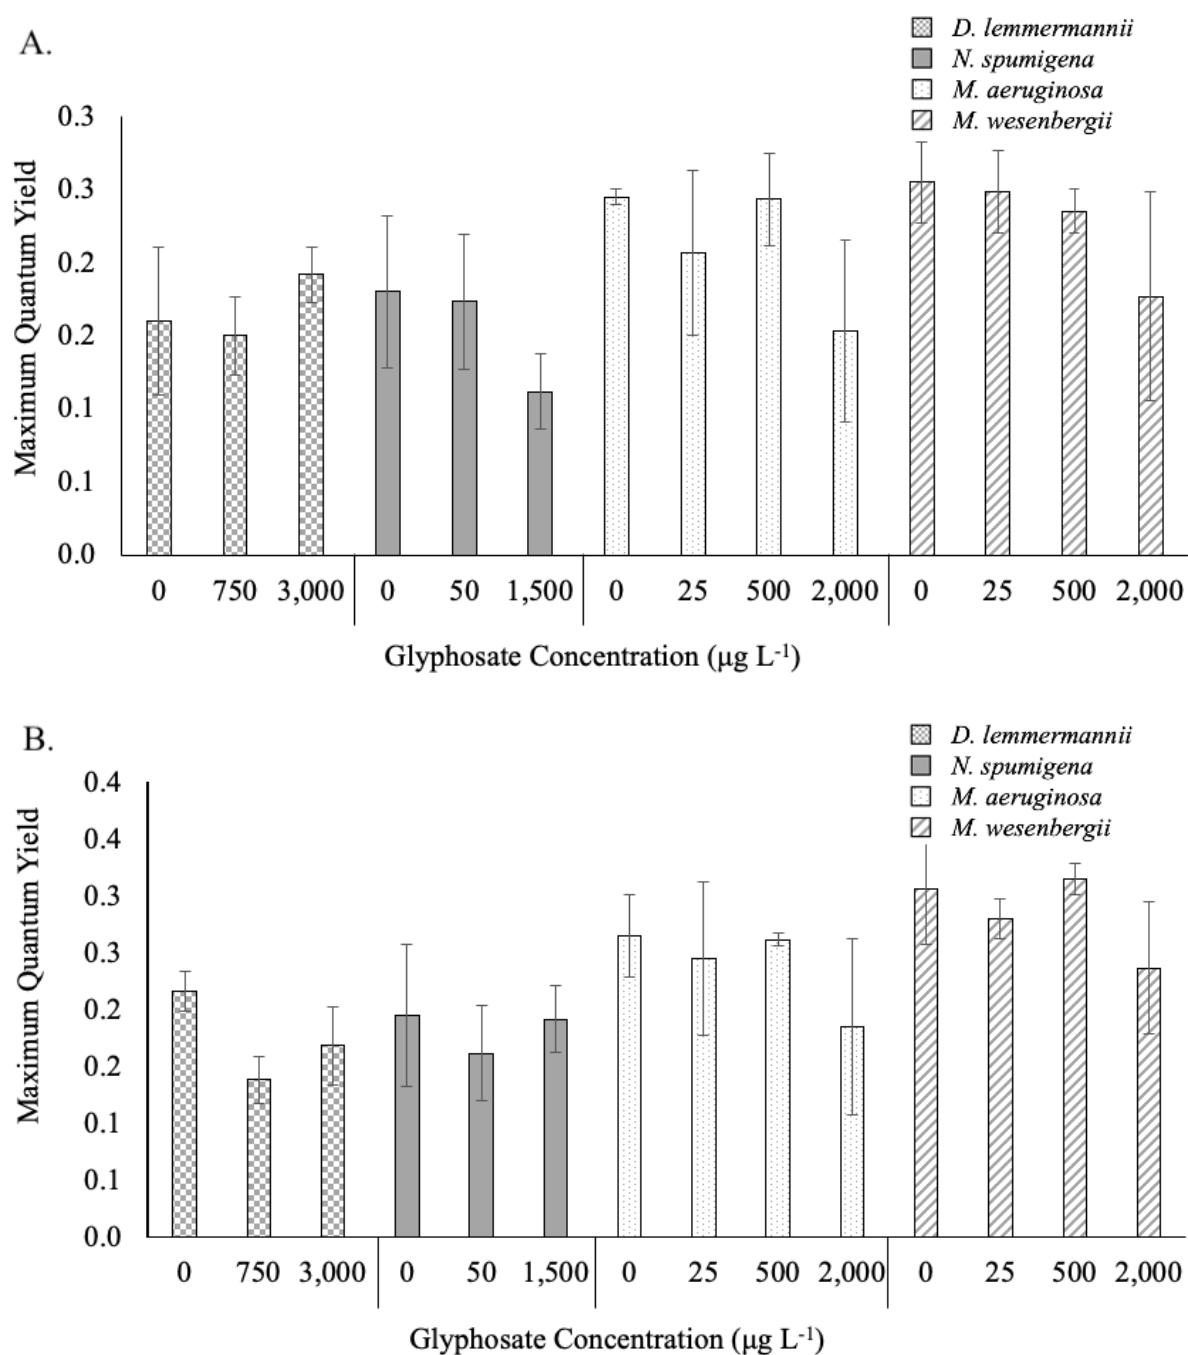 A.
D. lemmermannii
N. spumigena
M. aeruginosa
M. wesenbergii
Maximum Quantum Yield
0.3
0.3
0.2
0.2
0.1
0.1
0.0
0 750 3,000 0 50 1,500 0 25 500 2,000 0 25 500 2,000
Glyphosate Concentration (µg L⁻¹)
B.
D. lemmermannii
N. spumigena
M. aeruginosa
M. wesenbergii
Maximum Quantum Yield
0.4
0.4
0.3
0.3
0.2
0.2
0.1
0.1
0.0
0 750 3,000 0 50 1,500 0 25 500 2,000 0 25 500 2,000
Glyphosate Concentration (µg L⁻¹)